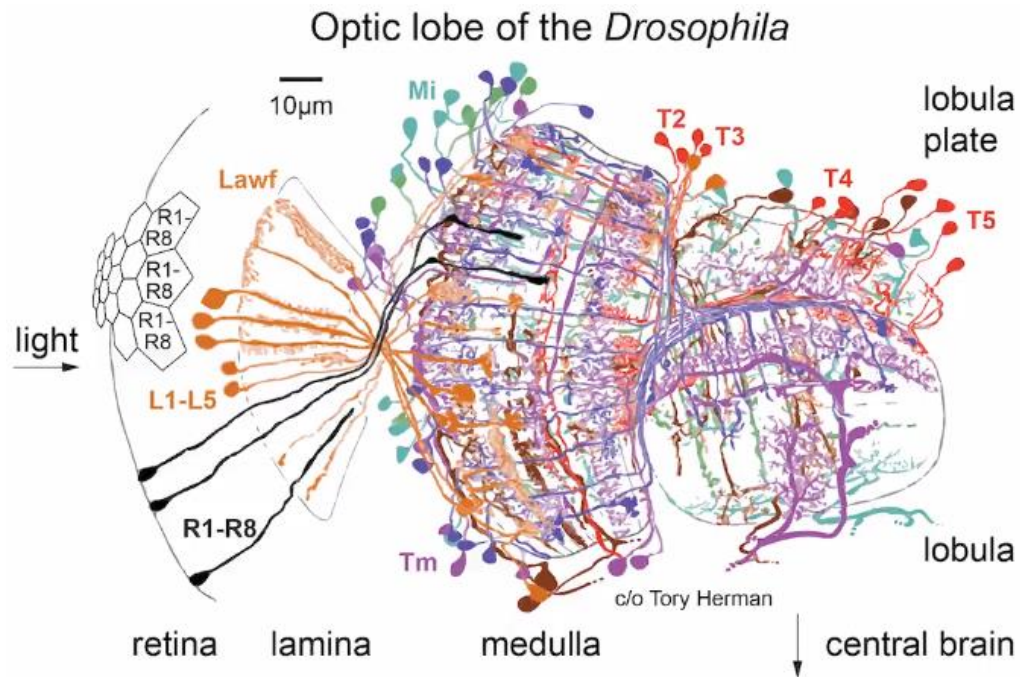 Optic lobe of the Drosophila
10μm
Mi
T2
T3
lobula
plate
Lawf
T4
T5
R1-
R8
R1-
R8
R1-
R8
light
L1-L5
R1-R8
Tm
lobula
c/o Tory Herman
retina
lamina
medulla
central brain